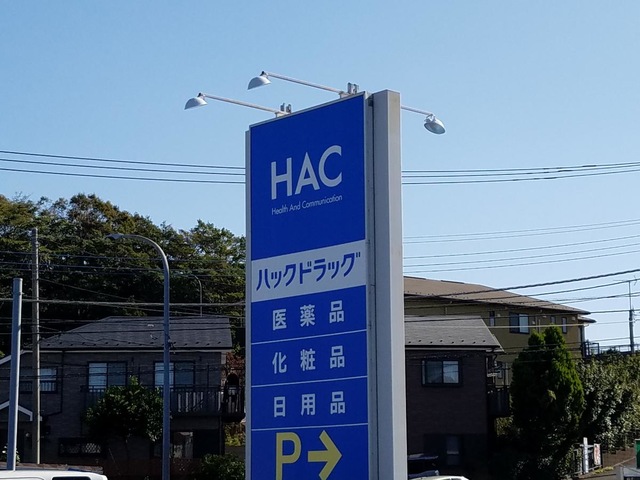 HAC
Health And Communication
ハックドラッグ
医薬品
化粧品
日用品
P→